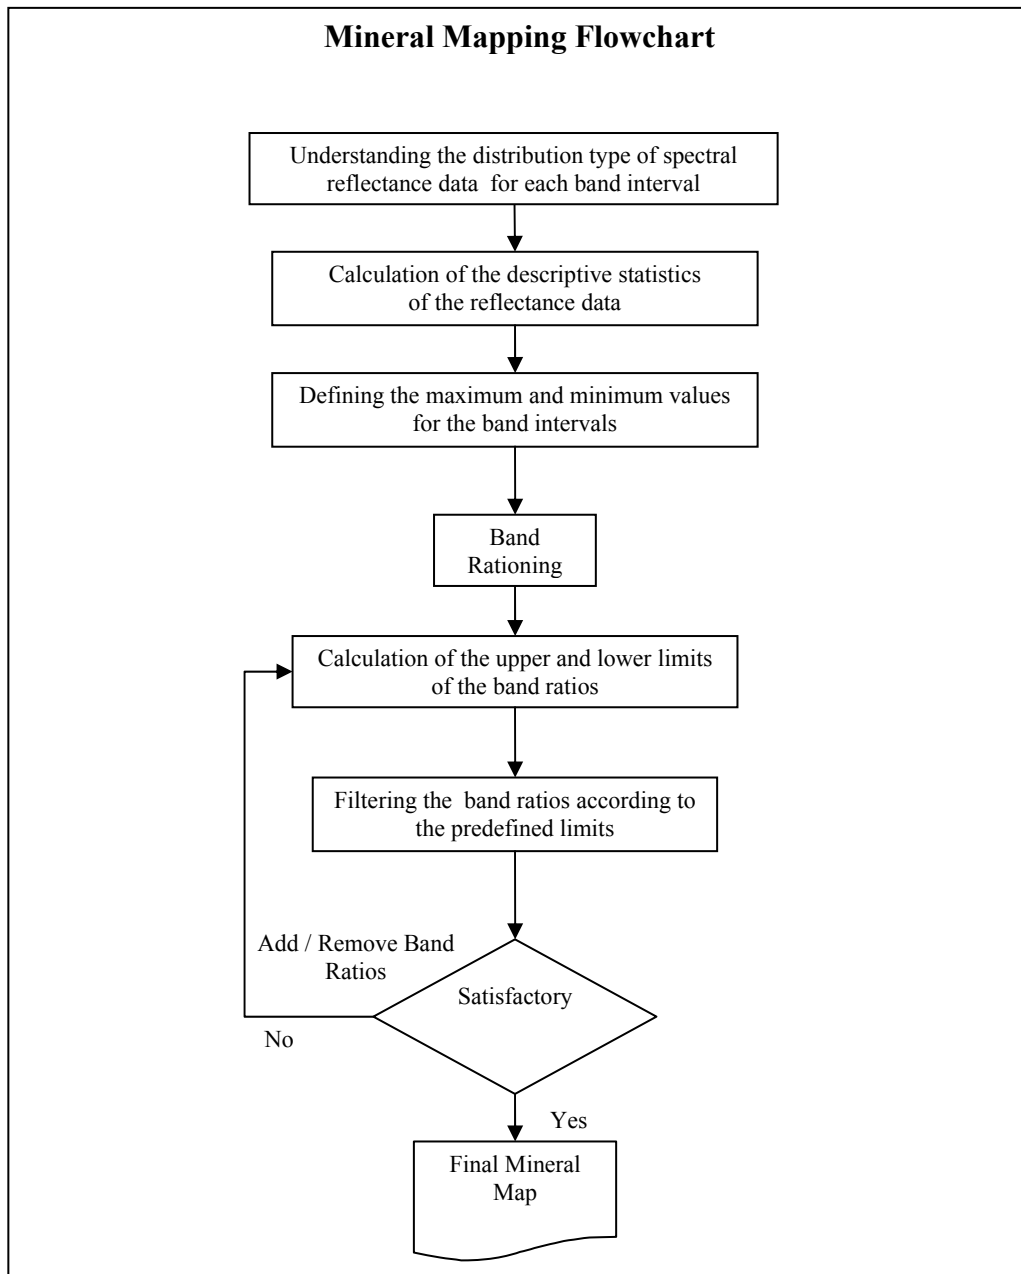 Mineral Mapping Flowchart
Understanding the distribution type of spectral
reflectance data  for each band interval
Calculation of the descriptive statistics
of the reflectance data
Defining the maximum and minimum values
for the band intervals
Band
Rationing
Calculation of the upper and lower limits
of the band ratios
Filtering the  band ratios according to
the predefined limits
Add / Remove Band
Ratios
Satisfactory
No
Yes
Final Mineral
Map